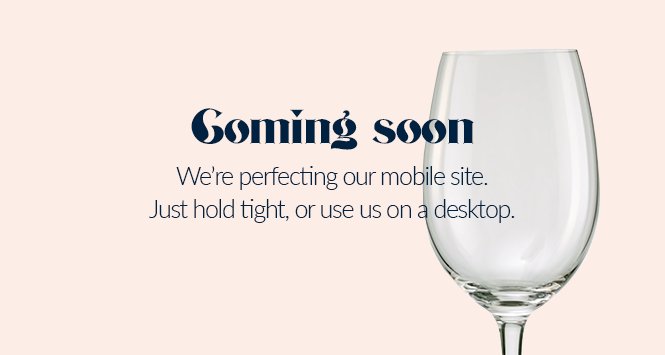 Coming soon
We’re perfecting our mobile site.
Just hold tight, or use us on a desktop.